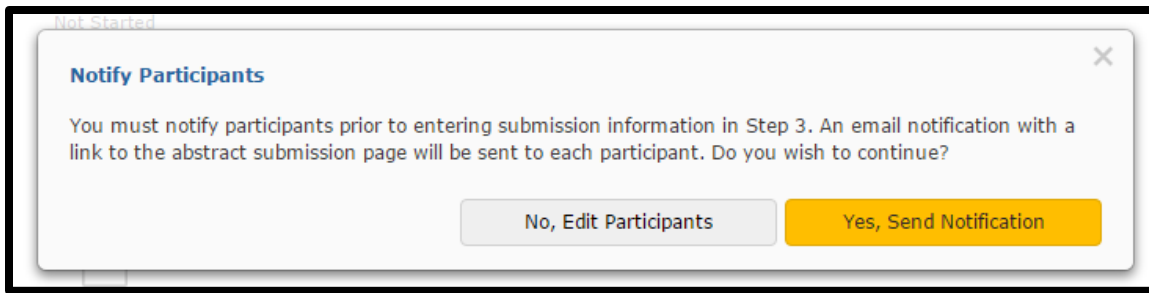 Not Started
Notify Participants
You must notify participants prior to entering submission information in Step 3. An email notification with a
link to the abstract submission page will be sent to each participant. Do you wish to continue?
No, Edit Participants
Yes, Send Notification